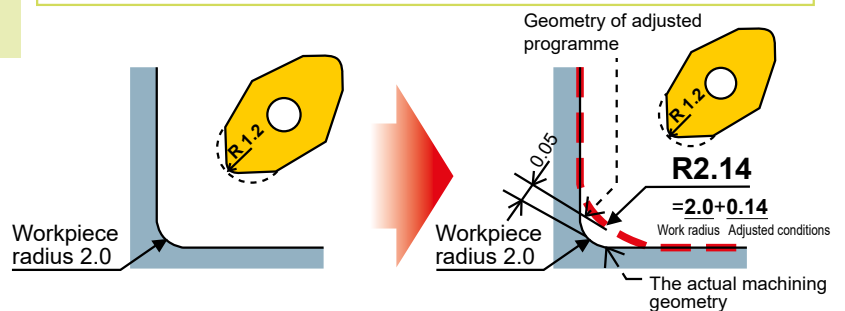 R 1.2
Workpiece
radius 2.0
Geometry of adjusted
programme
R 1.2
0.05
R2.14
=2.0+0.14
Work radius Adjusted conditions
Workpiece
radius 2.0
The actual machining
geometry